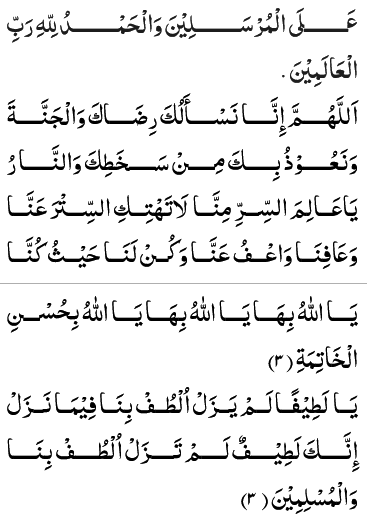 عَلَى الْمُرْسَلِيْنَ وَالْحَمْدُ لِلّٰهِ رَبِّ
الْعَالَمِيْنَ .
اَللّٰهُمَّ إِنَّا نَسْأَلُكَ رِضَاكَ وَالْجَنَّةَ
وَنَعُوْذُ بِكَ مِنْ سَخَطِكَ وَالنَّارُ
يَاعَالِمَ السِّرِّ مِنَّا لَاتَهْتِكِ السِّتْرَ عَنَّا
وَعَافِنَا وَاعْفُ عَنَّا وَكُنْ لَنَا حَيْثُ كُنَّا
يَا اللهُ بِهَا يَا اللهُ بِهَا يَا اللهُ بِحُسْنِ
الْخَاتِمَةِ (٣)
يَا لَطِيْفًا لَمْ يَزَلْ اُلْطُفْ بِنَا فِيْمَا نَزَلْ
إِنَّكَ لَطِيْفٌ لَمْ تَزَلْ اُلْطُفْ بِنَا
وَالْمُسْلِمِيْنَ (٣)